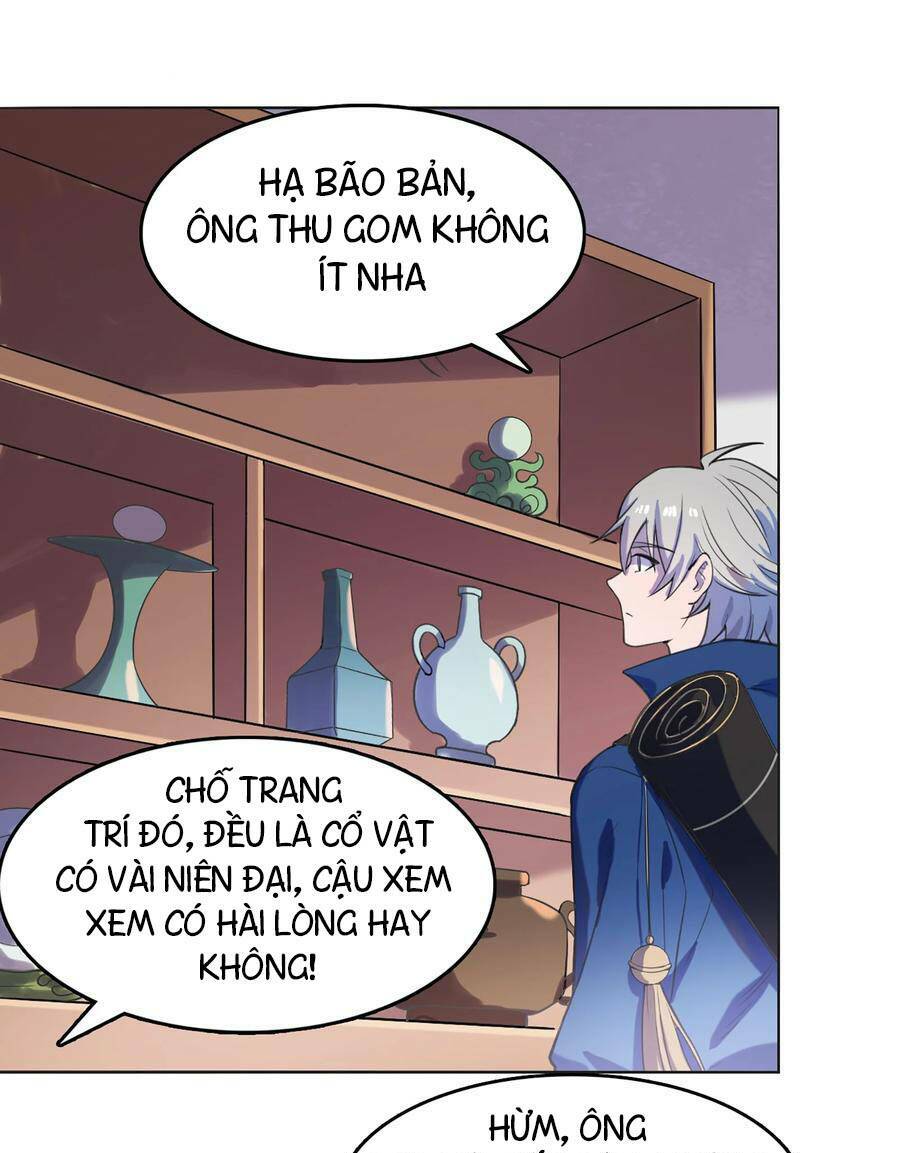 HẠ BÃO BẢN,
ÔNG THU GOM KHÔNG
ÍT NHA
CHỐ TRANG
TRÍ ĐÓ, ĐỀU LÀ CỔ VẬT
CÓ VÀI NIÊN ĐẠI, CẬU XEM
XEM CÓ HÀI LÒNG HAY
KHÔNG!
HỪM, ÔNG